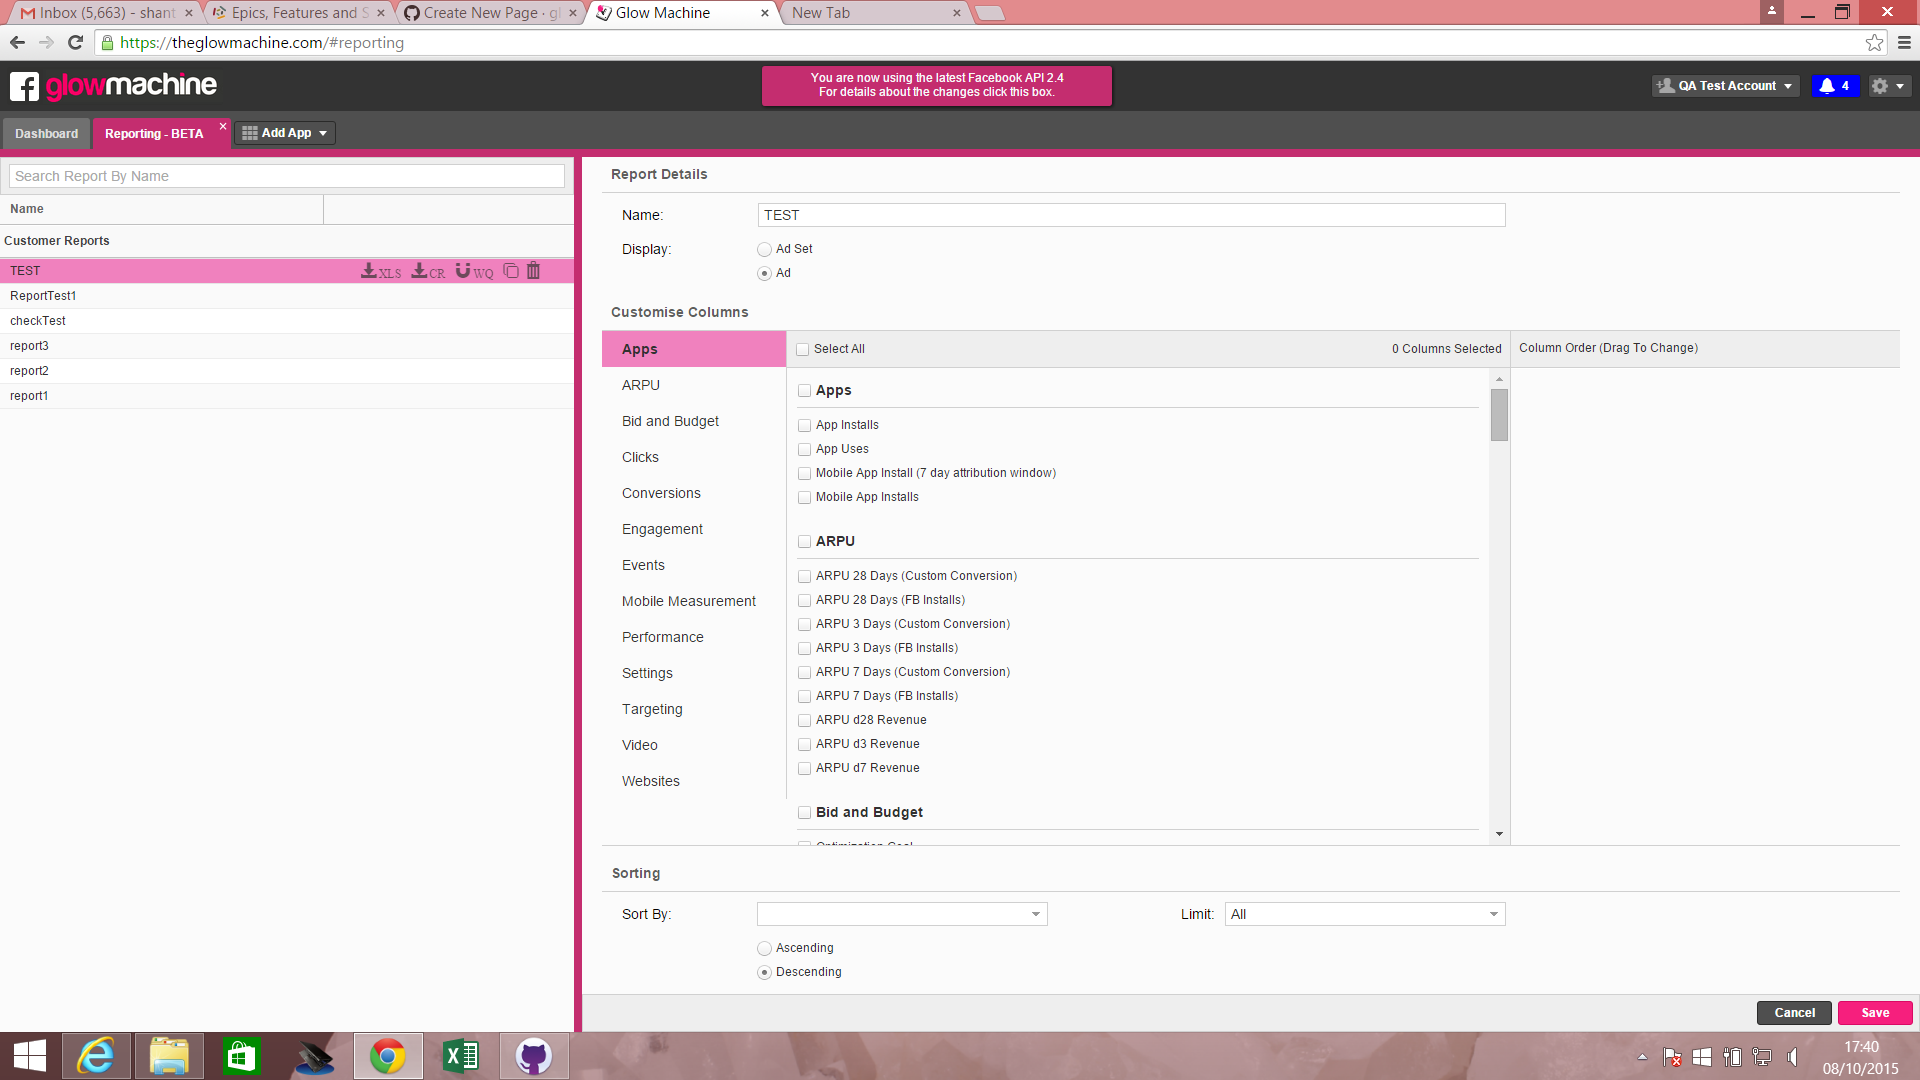 Inbox (5,663) - shant
Epics, Features and S
Create New Page · gl
Glow Machine
New Tab
https://theglowmachine.com/#reporting
glowmachine
You are now using the latest Facebook API 2.4
For details about the changes click this box.
QA Test Account
4
Dashboard
Reporting - BETA
Add App
Search Report By Name
Name
Customer Reports
TEST
XLS
CR
WQ
ReportTest1
checkTest
report3
report2
report1
Report Details
Name:
TEST
Display:
Ad Set
Ad
Customise Columns
Apps
ARPU
Bid and Budget
Clicks
Conversions
Engagement
Events
Mobile Measurement
Performance
Settings
Targeting
Video
Websites
Select All
0 Columns Selected
Column Order (Drag To Change)
Apps
App Installs
App Uses
Mobile App Install (7 day attribution window)
Mobile App Installs
ARPU
ARPU 28 Days (Custom Conversion)
ARPU 28 Days (FB Installs)
ARPU 3 Days (Custom Conversion)
ARPU 3 Days (FB Installs)
ARPU 7 Days (Custom Conversion)
ARPU 7 Days (FB Installs)
ARPU d28 Revenue
ARPU d3 Revenue
ARPU d7 Revenue
Bid and Budget
Optimization Goal
Sorting
Sort By:
Limit:
All
Ascending
Descending
Cancel
Save
17:40
08/10/2015